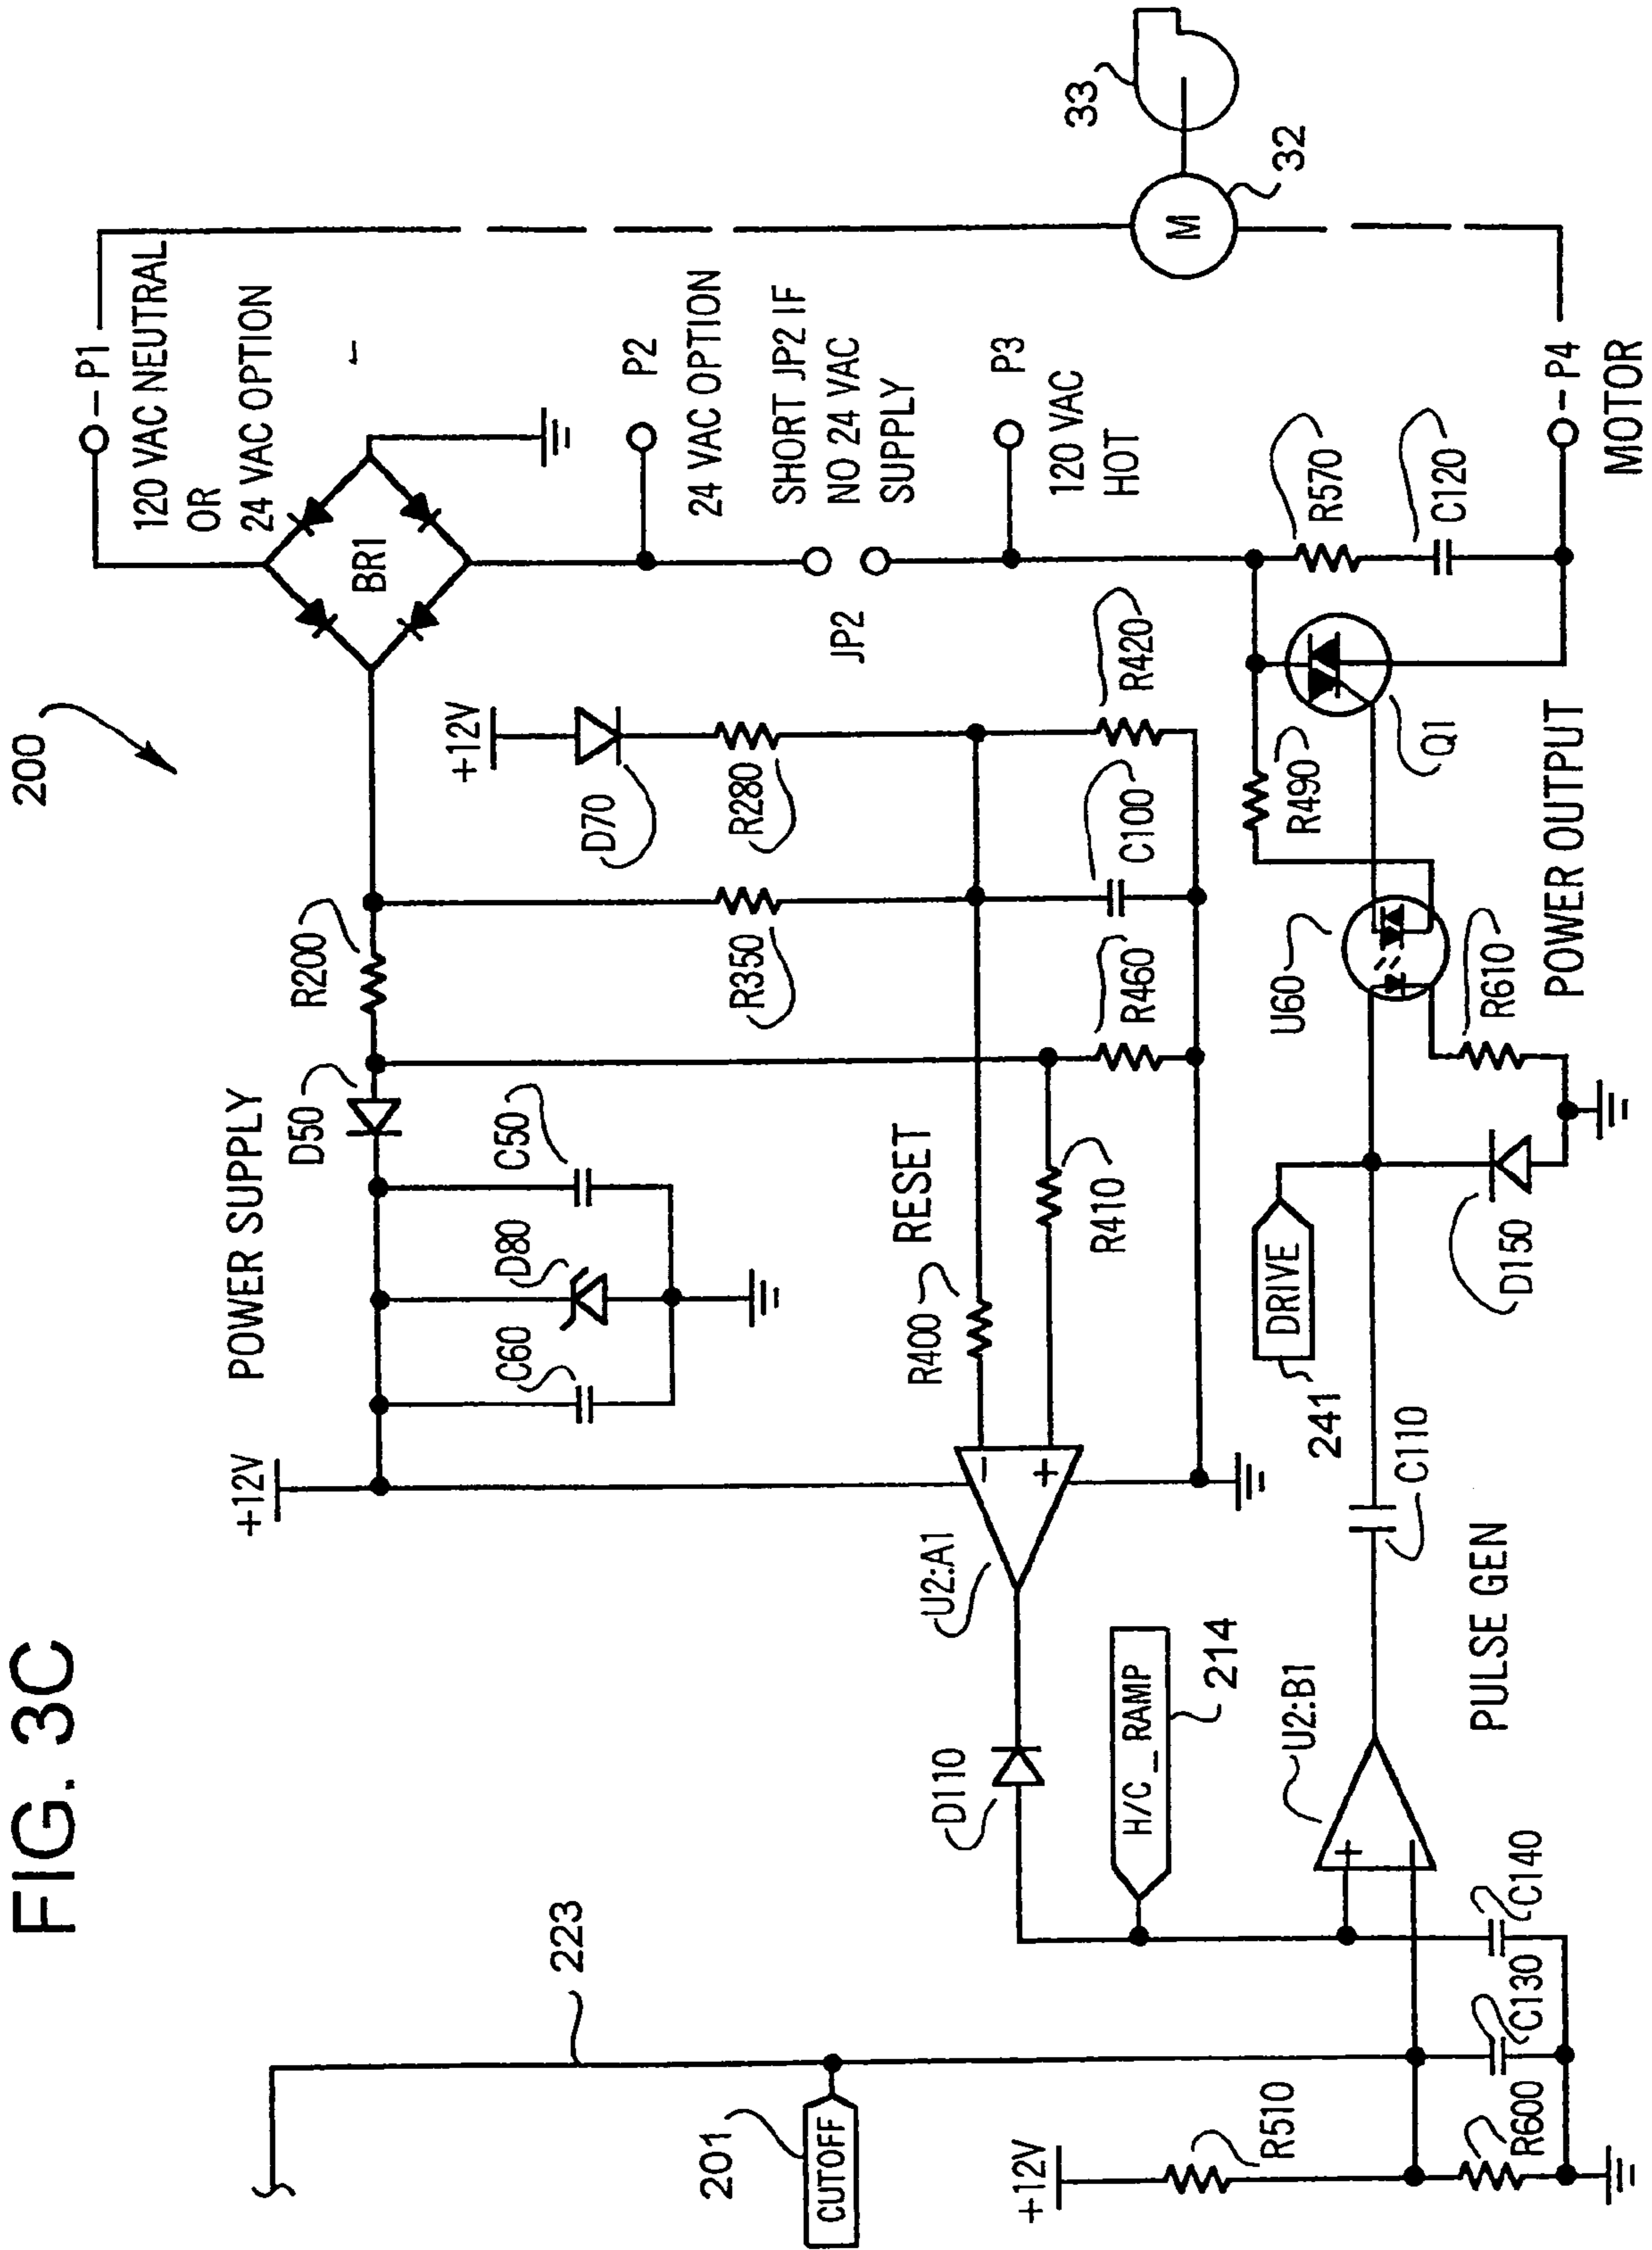 FIG. 3C
200
POWER SUPPLY
+12V
D50
R200
BR1
P1
120 VAC NEUTRAL
OR
24 VAC OPTION
C60
D80
C50
+12V
D70
R280
R350
P2
24 VAC OPTION
SHORT JP2 IF
NO 24 VAC
SUPPLY
JP2
P3
120 VAC
HOT
33
32
M
223
201
CUTOFF
U2:A1
R400
RESET
R410
R460
C100
R420
D110
H/C_RAMP
214
-
+
+12V
R510
R600
C130
C140
U2:B1
+
PULSE GEN
C110
241
DRIVE
D150
U60
R610
R490
Q1
POWER OUTPUT
R570
C120
P4
MOTOR